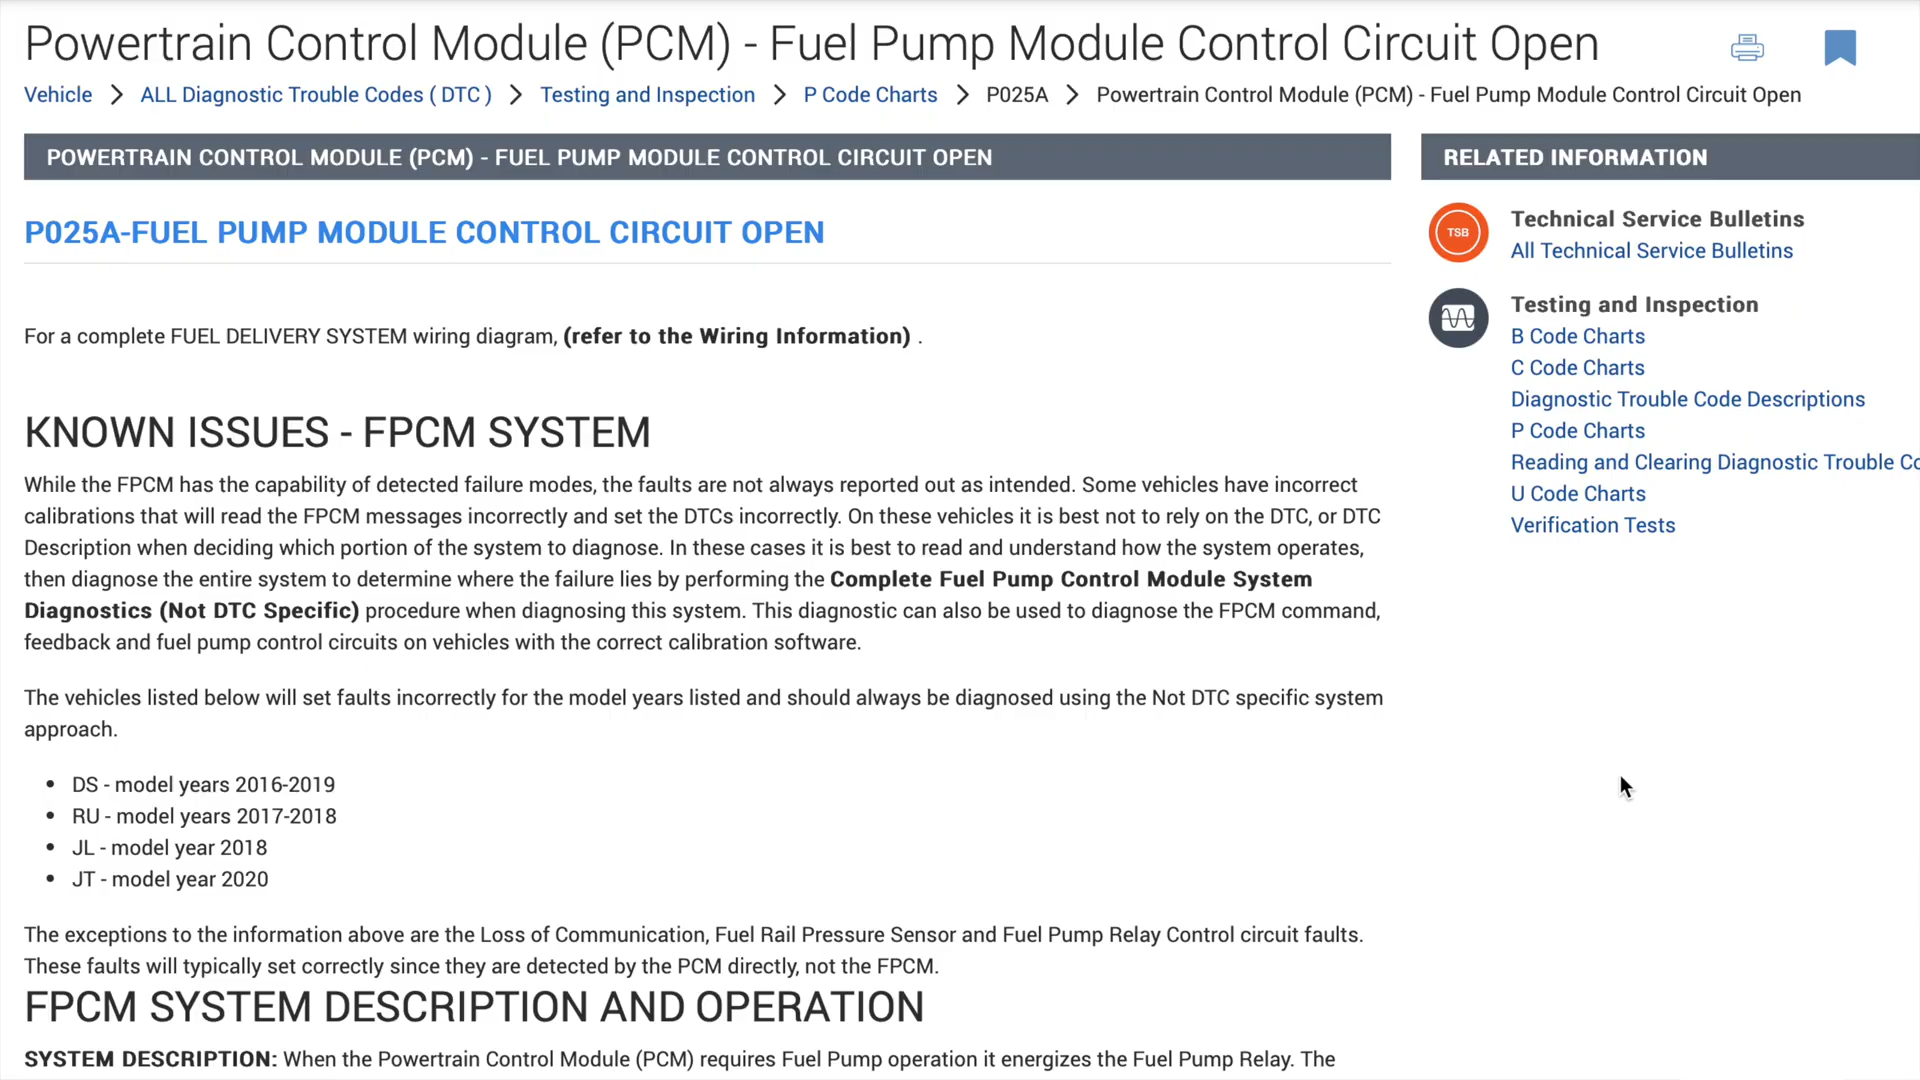 Powertrain Control Module (PCM) - Fuel Pump Module Control Circuit Open
Vehicle > ALL Diagnostic Trouble Codes ( DTC ) > Testing and Inspection > P Code Charts > P025A > Powertrain Control Module (PCM) - Fuel Pump Module Control Circuit Open
POWERTRAIN CONTROL MODULE (PCM) - FUEL PUMP MODULE CONTROL CIRCUIT OPEN
P025A-FUEL PUMP MODULE CONTROL CIRCUIT OPEN
For a complete FUEL DELIVERY SYSTEM wiring diagram, (refer to the Wiring Information) .
KNOWN ISSUES - FPCM SYSTEM
While the FPCM has the capability of detected failure modes, the faults are not always reported out as intended. Some vehicles have incorrect
calibrations that will read the FPCM messages incorrectly and set the DTCs incorrectly. On these vehicles it is best not to rely on the DTC, or DTC
Description when deciding which portion of the system to diagnose. In these cases it is best to read and understand how the system operates,
then diagnose the entire system to determine where the failure lies by performing the Complete Fuel Pump Control Module System
Diagnostics (Not DTC Specific) procedure when diagnosing this system. This diagnostic can also be used to diagnose the FPCM command,
feedback and fuel pump control circuits on vehicles with the correct calibration software.
The vehicles listed below will set faults incorrectly for the model years listed and should always be diagnosed using the Not DTC specific system
approach.
• DS - model years 2016-2019
• RU - model years 2017-2018
• JL - model year 2018
• JT - model year 2020
The exceptions to the information above are the Loss of Communication, Fuel Rail Pressure Sensor and Fuel Pump Relay Control circuit faults.
These faults will typically set correctly since they are detected by the PCM directly, not the FPCM.
FPCM SYSTEM DESCRIPTION AND OPERATION
SYSTEM DESCRIPTION: When the Powertrain Control Module (PCM) requires Fuel Pump operation it energizes the Fuel Pump Relay. The
RELATED INFORMATION
TSB
Technical Service Bulletins
All Technical Service Bulletins
Testing and Inspection
B Code Charts
C Code Charts
Diagnostic Trouble Code Descriptions
P Code Charts
Reading and Clearing Diagnostic Trouble Co
U Code Charts
Verification Tests